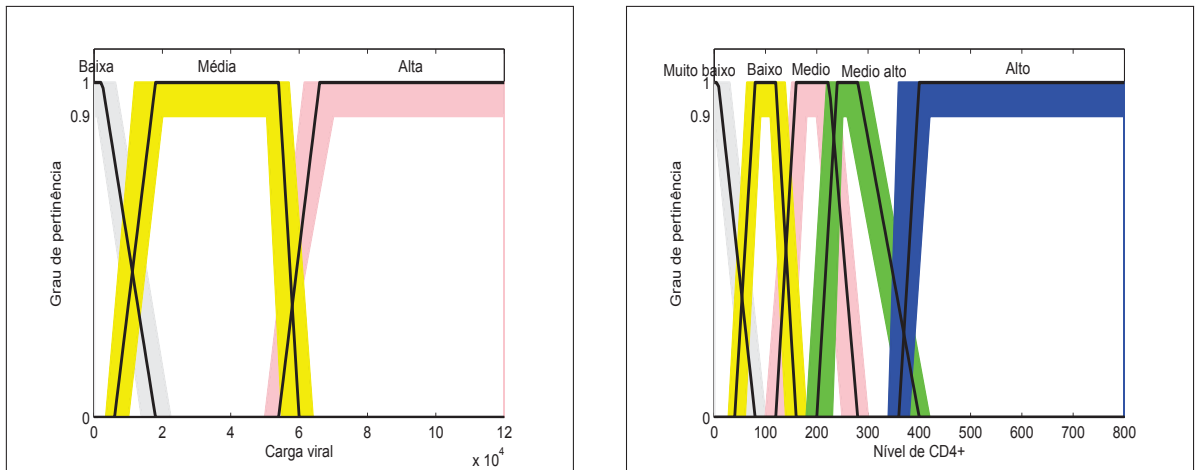 Baixa Média Alta
1
0.9
Grau de pertinência
0
0 2 4 6 8 10 12
Carga viral
x 10^4
Muito baixo Baixo Medio Medio alto Alto
1
0.9
Grau de pertinência
0
0 100 200 300 400 500 600 700 800
Nível de CD4+